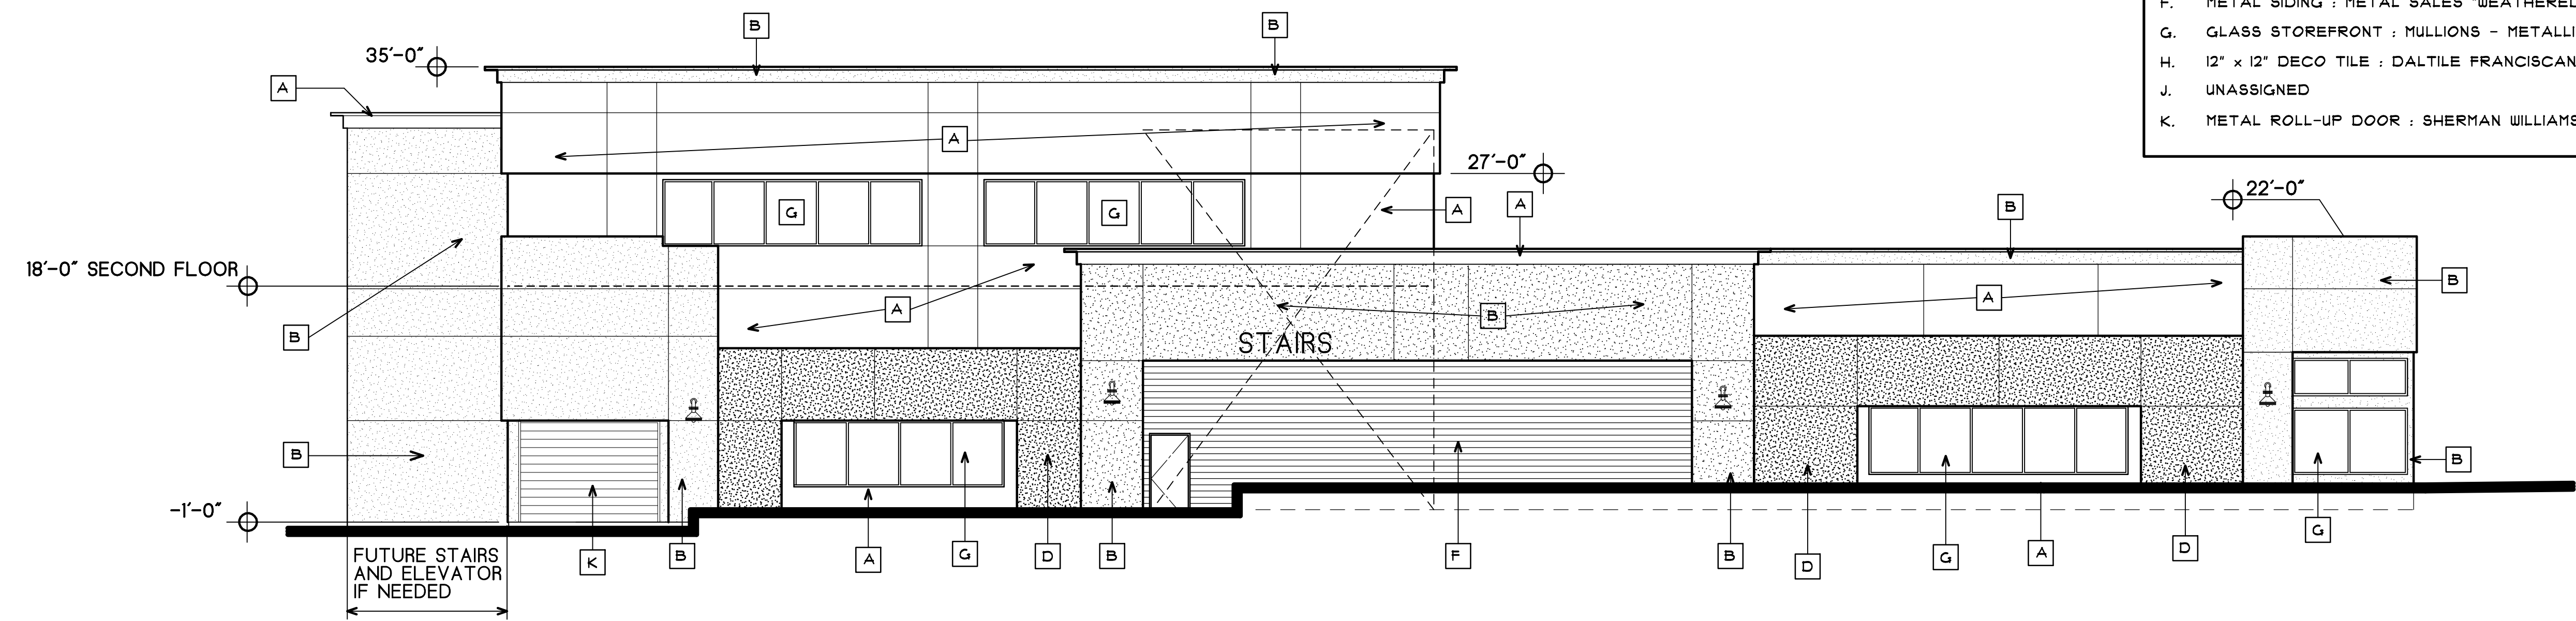 F. METAL SIDING : METAL SALES "WEATHERED
G. GLASS STOREFRONT : MULLIONS - METALLI
H. 12" x 12" DECO TILE : DALTILE FRANCISCAN
J. UNASSIGNED
K. METAL ROLL-UP DOOR : SHERMAN WILLIAMS
B
B
35'-0"
A
A
27'-0"
22'-0"
G
G
A
A
B
18'-0" SECOND FLOOR
B
A
A
B
B
STAIRS
B
B
-1'-0"
FUTURE STAIRS
AND ELEVATOR
IF NEEDED
K
B
A
G
D
B
F
B
D
G
A
D
G